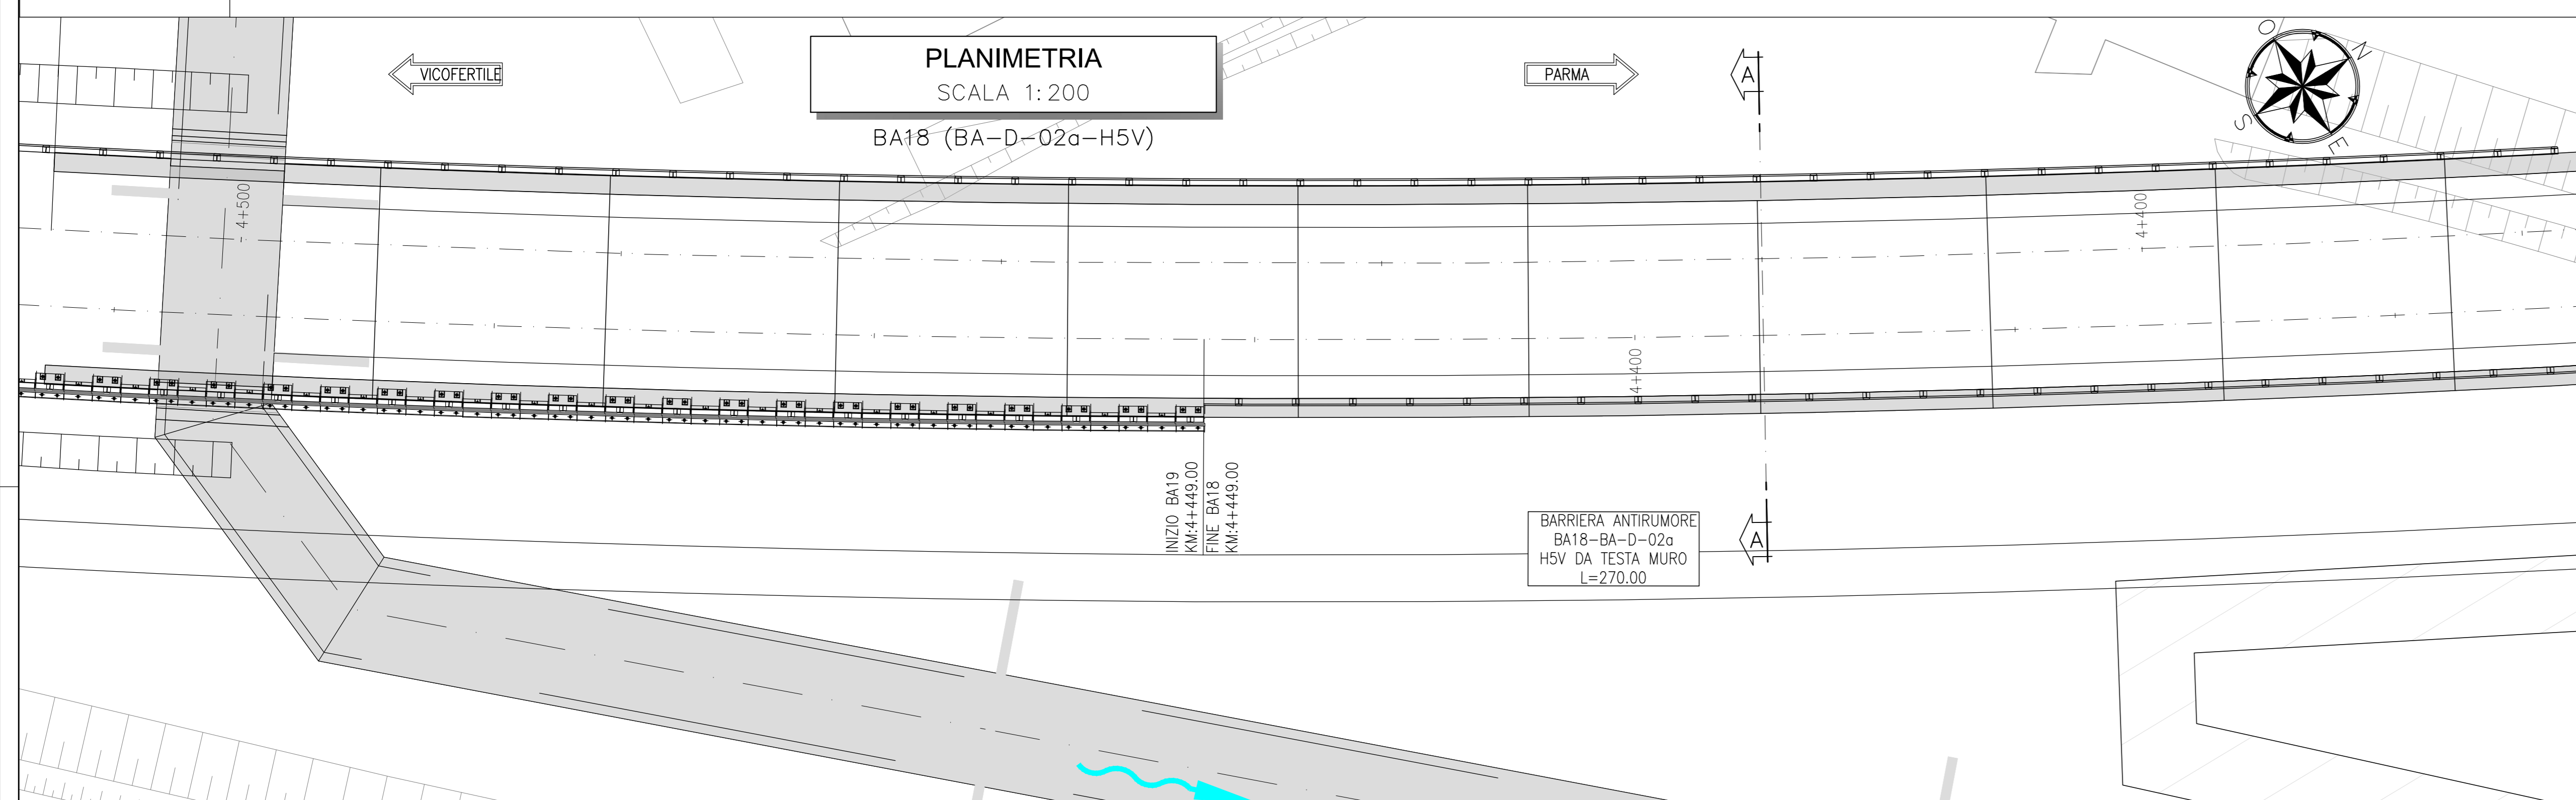 PLANIMETRIA
SCALA 1:200
BA18 (BA-D-02a-H5V)
VICOFERTILE
PARMA
A
O
N
S
E
4+500
4+400
4+400
INIZIO BA19
KM:4+449.00
FINE BA18
KM:4+449.00
BARRIERA ANTIRUMORE
BA18-BA-D-02a
H5V DA TESTA MURO
L=270.00
A